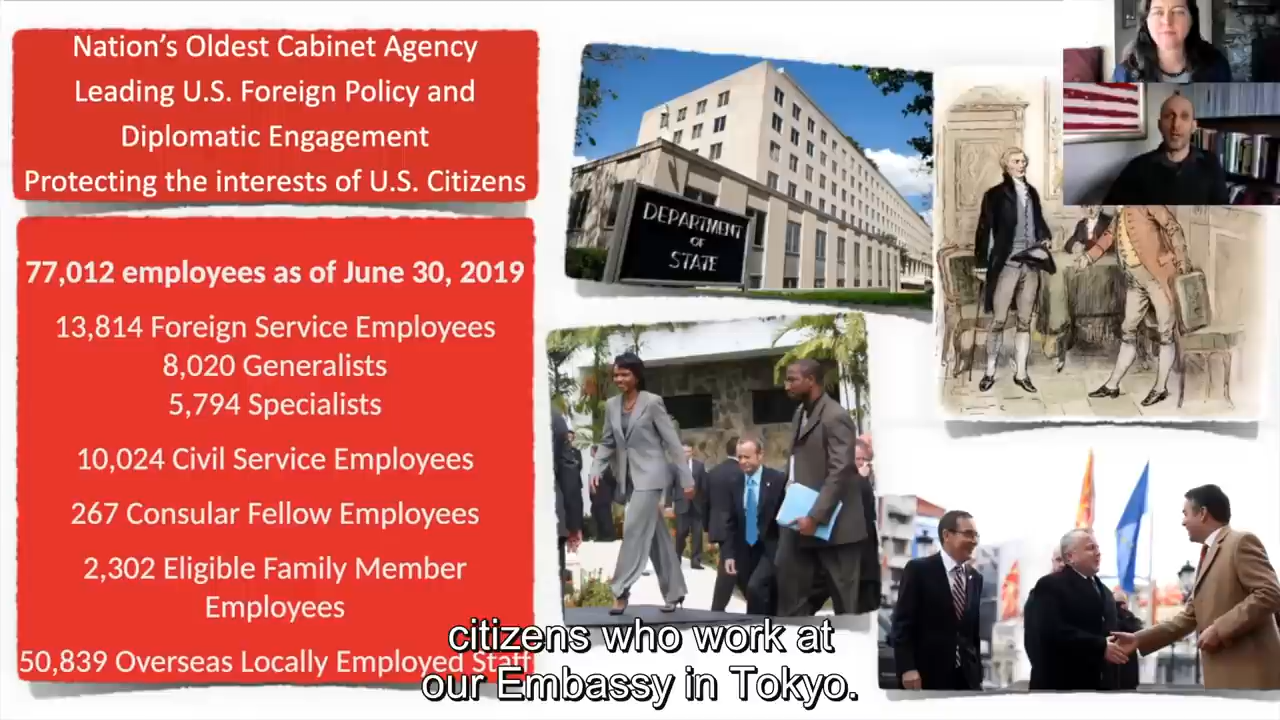 Nation's Oldest Cabinet Agency
Leading U.S. Foreign Policy and
Diplomatic Engagement
Protecting the interests of U.S. Citizens
77,012 employees as of June 30, 2019
13,814 Foreign Service Employees
8,020 Generalists
5,794 Specialists
10,024 Civil Service Employees
267 Consular Fellow Employees
2,302 Eligible Family Member
Employees
50,839 Overseas Locally Employed Staff
DEPARTMENT
OF
STATE
citizens who work at
our Embassy in Tokyo.